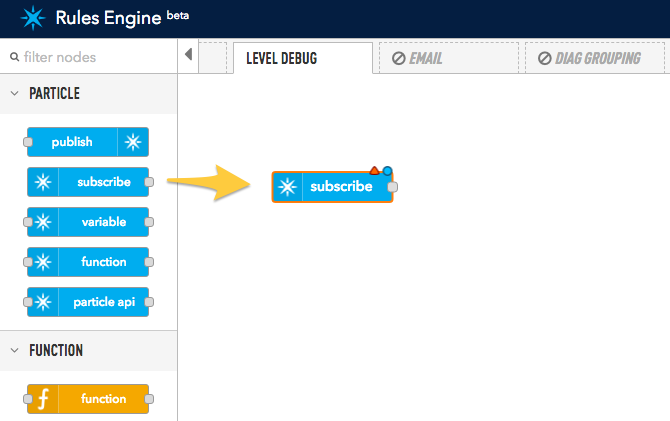 Rules Engine beta
filter nodes
LEVEL DEBUG
EMAIL
DIAG GROUPING
PARTICLE
publish
subscribe
subscribe
variable
function
particle api
FUNCTION
function